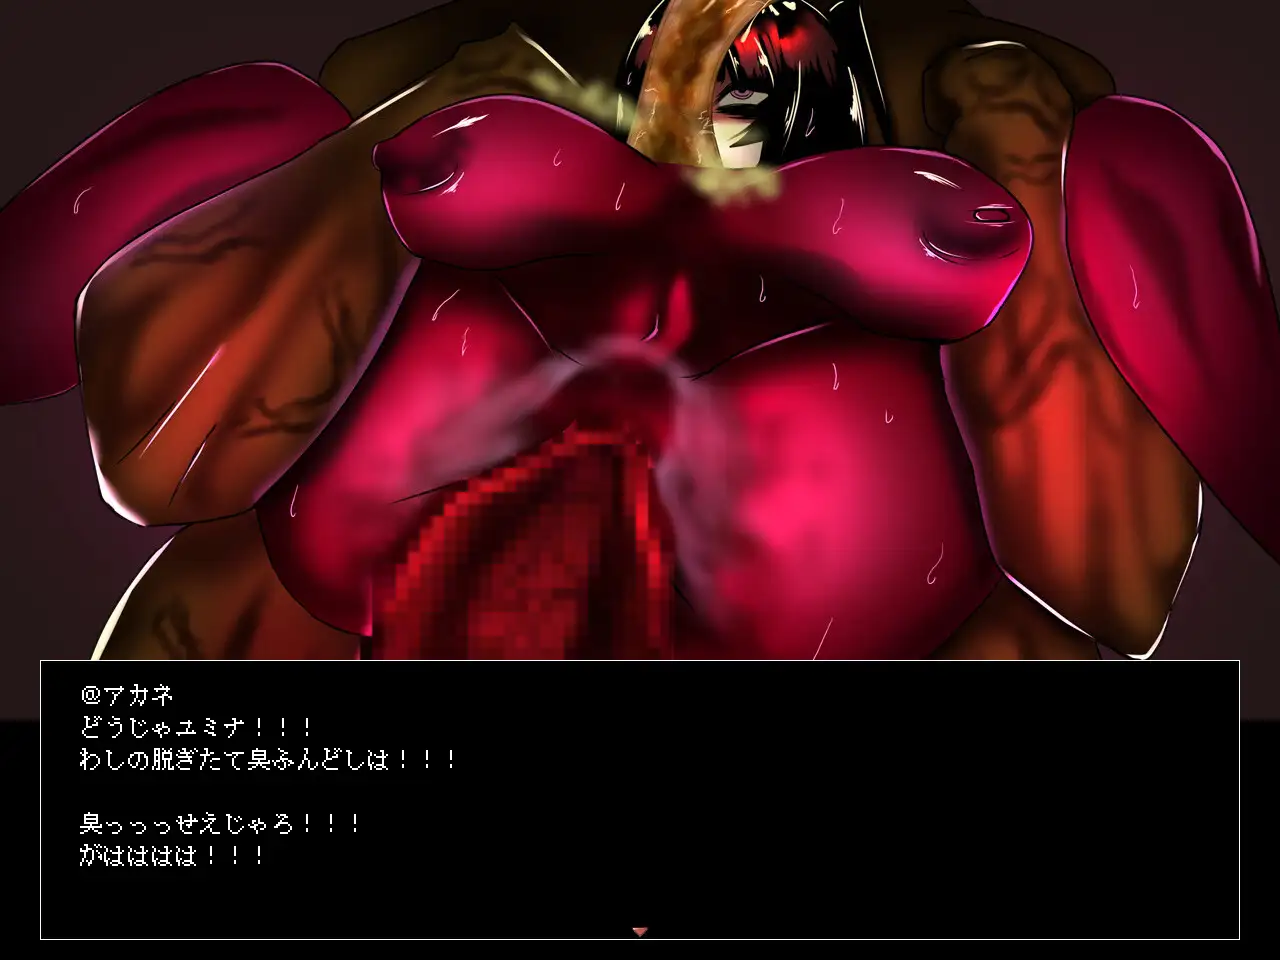 @アカネ
どうじゃユミナ！！！
わしの脱ぎたて臭ふんどしは！！！
臭っっっせえじゃろ！！！
がはははは！！！